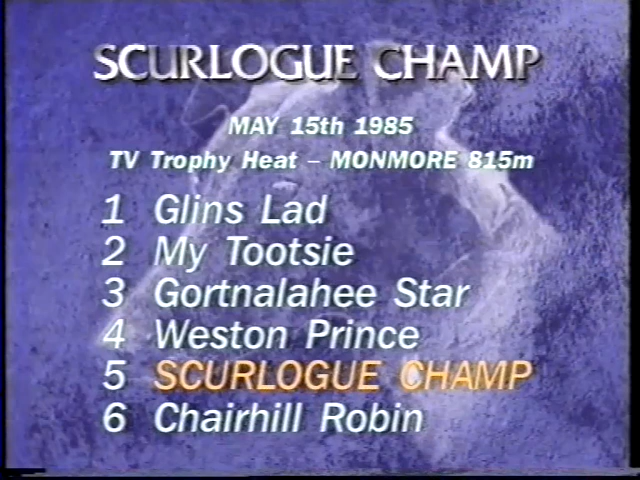 SCURLOGUE CHAMP
MAY 15th 1985
TV Trophy Heat – MONMORE 815m
1 Glins Lad
2 My Tootsie
3 Gortnalahee Star
4 Weston Prince
5 SCURLOGUE CHAMP
6 Chairhill Robin